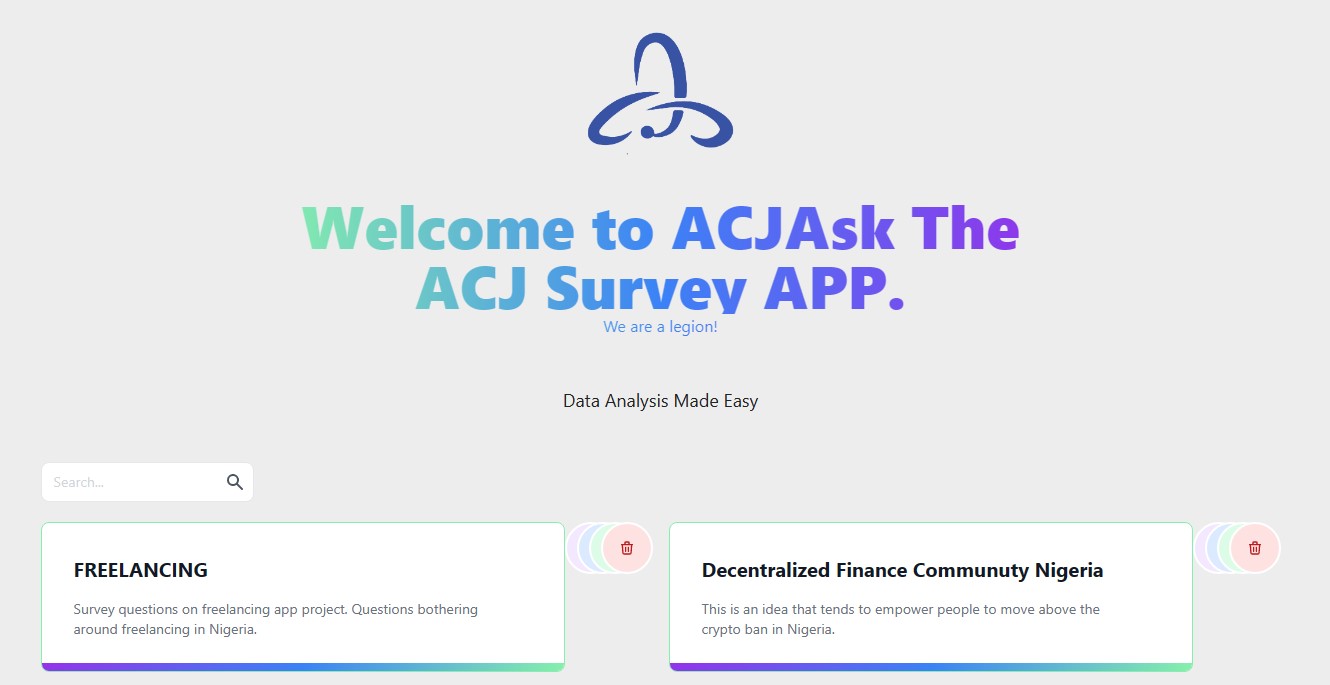 Welcome to ACJAsk The
ACJ Survey APP.
We are a legion!
Data Analysis Made Easy
Search...
FREELANCING
Survey questions on freelancing app project. Questions bothering
around freelancing in Nigeria.
Decentralized Finance Communuty Nigeria
This is an idea that tends to empower people to move above the
crypto ban in Nigeria.